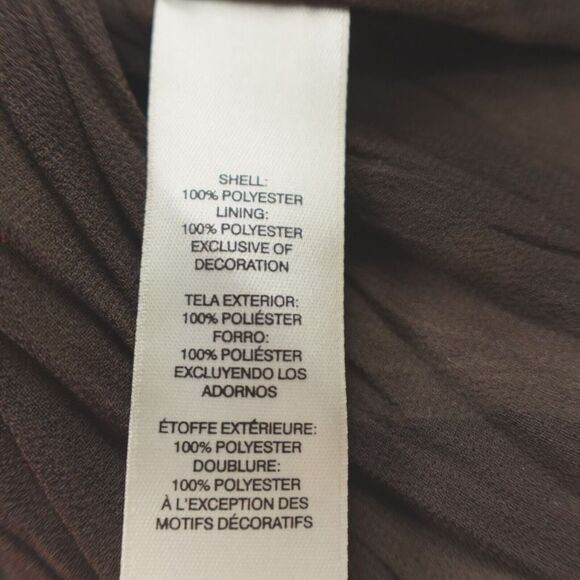 SHELL:
100% POLYESTER
LINING:
100% POLYESTER
EXCLUSIVE OF
DECORATION
TELA EXTERIOR:
100% POLIÉSTER
FORRO:
100% POLIÉSTER
EXCLUYENDO LOS
ADORNOS
ÉTOFFE EXTÉRIEURE:
100% POLYESTER
DOUBLURE:
100% POLYESTER
À L'EXCEPTION DES
MOTIFS DÉCORATIFS